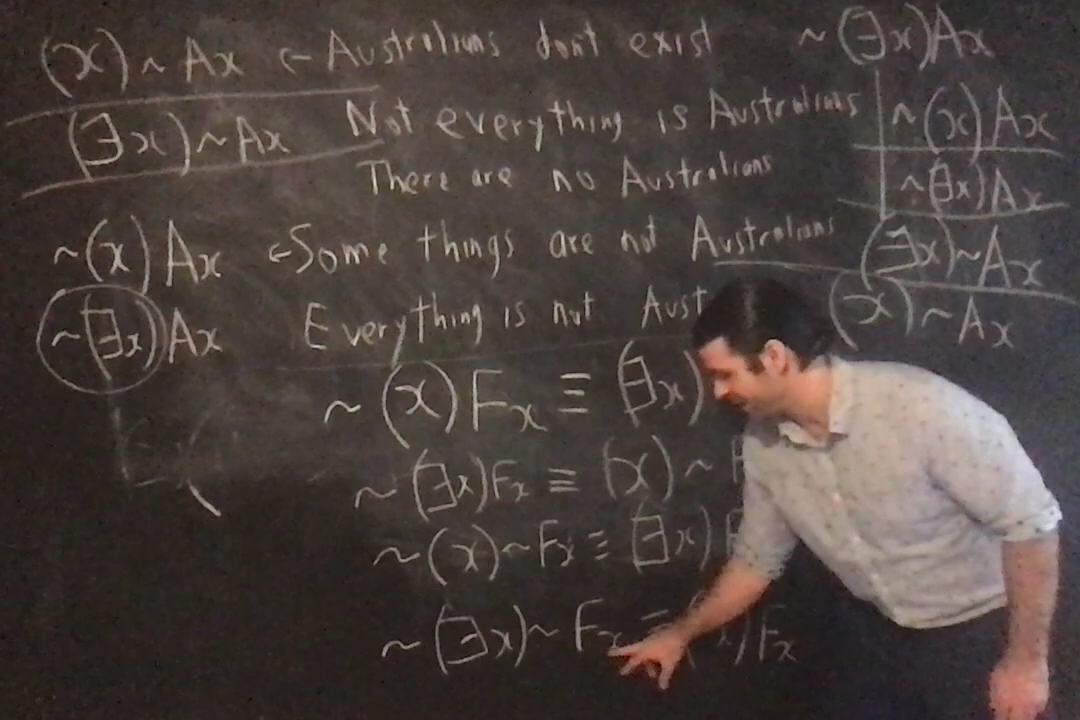 (x) ~ Ax ← Australians don't exist ~(∃x)Ax
(∃x)~Ax Not everything is Australians ~(x)Ax
There are no Australians ~(∃x)Ax
~(x)Ax ← Some things are not Australians (∃x)~Ax
~(∃x)Ax Everything is not Aust (x)~Ax
~(x)Fx ≡ (∃x)
~(∃x)Fx ≡ (x)~
~(x)~Fx ≡ (∃x)F
~(∃x)~Fx ≡ (x)Fx